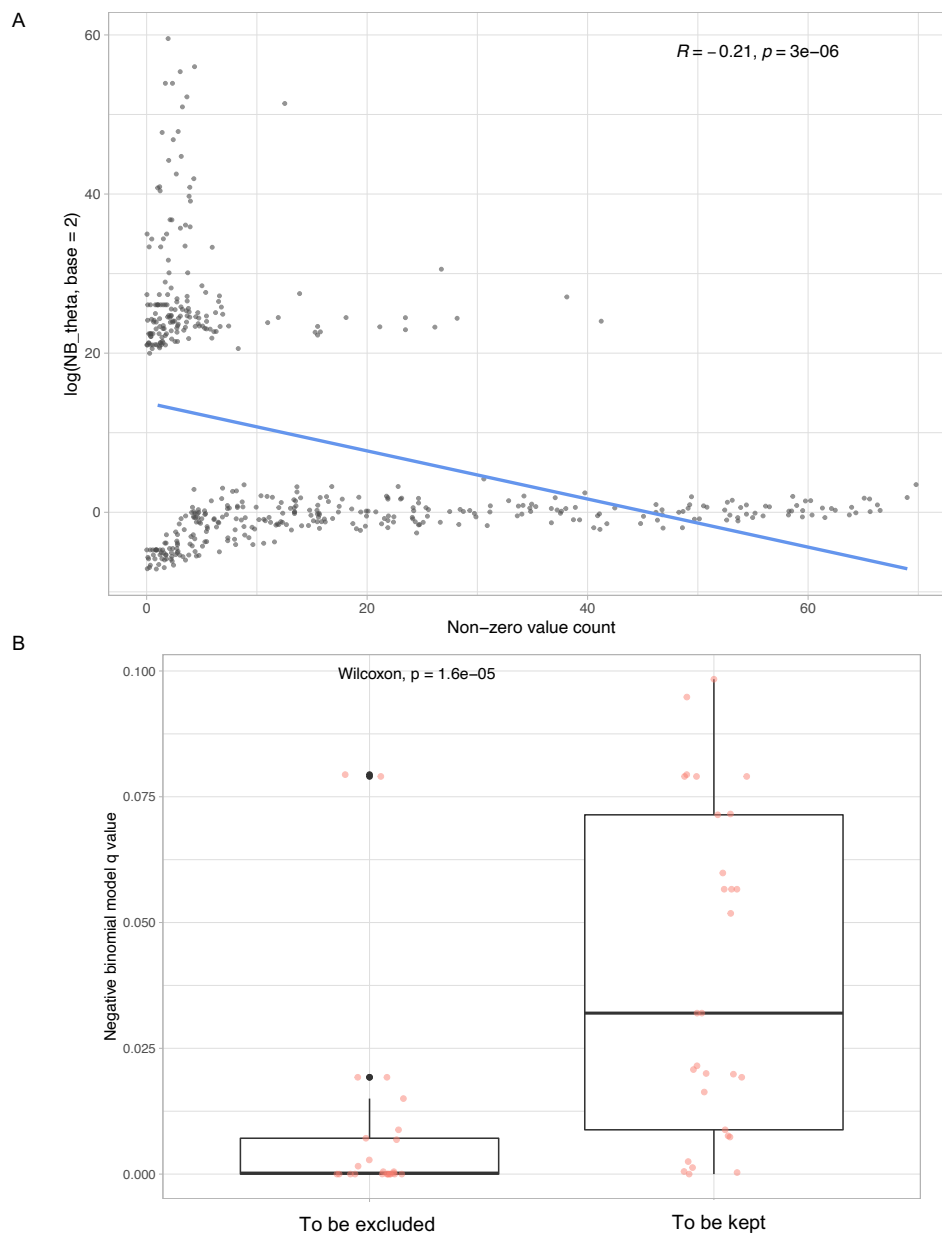 A
R = −0.21, p = 3e−06
log(NB_theta, base = 2)
60
40
20
0
0 20 40 60
Non−zero value count
B
Wilcoxon, p = 1.6e−05
Negative binomial model q value
0.100
0.075
0.050
0.025
0.000
To be excluded To be kept